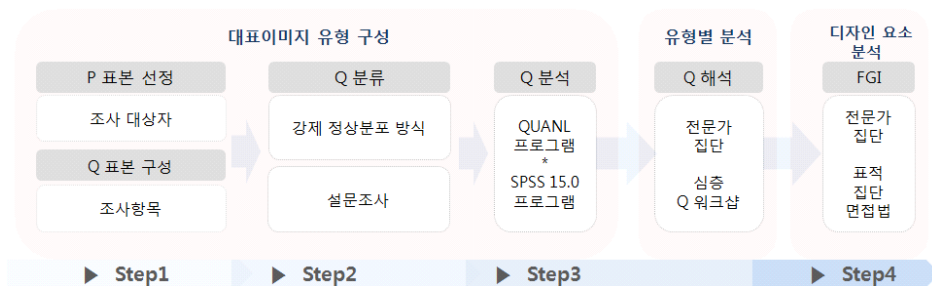 대표이미지 유형 구성
유형별 분석
디자인 요소
분석
P 표본 선정
조사 대상자
Q 표본 구성
조사항목
Q 분류
강제 정상분포 방식
설문조사
Q 분석
QUANL
프로그램
*
SPSS 15.0
프로그램
Q 해석
전문가
집단
심층
Q 워크샵
FGI
전문가
집단
표적
집단
면접법
▶ Step1
▶ Step2
▶ Step3
▶ Step4